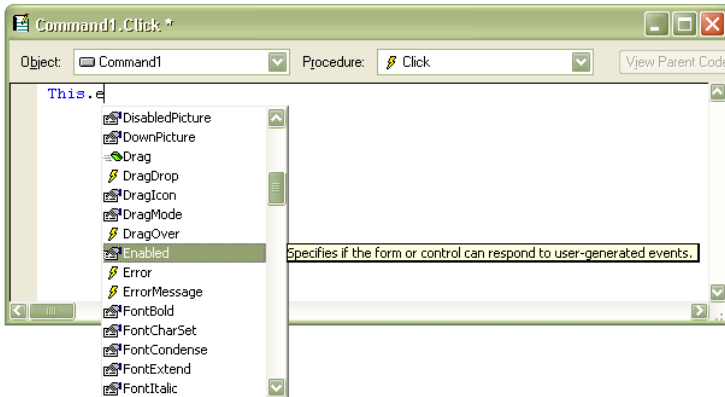 Command1.Click *
Object: Command1 Procedure: Click View Parent Code
This.e
DisabledPicture
DownPicture
Drag
DragDrop
DragIcon
DragMode
DragOver
Enabled Specifies if the form or control can respond to user-generated events.
Error
ErrorMessage
FontBold
FontCharSet
FontCondense
FontExtend
FontItalic